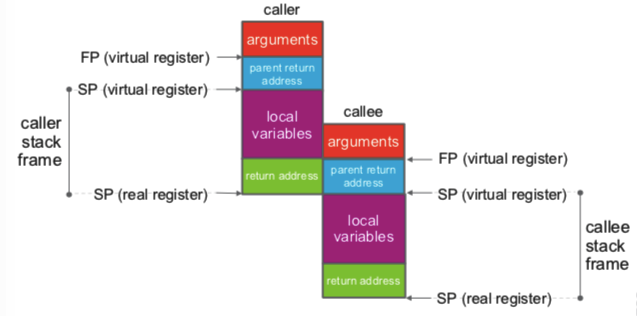 caller
arguments
FP (virtual register)
parent return
address
SP (virtual register)
caller
stack
frame
local
variables
return address
SP (real register)
callee
arguments
FP (virtual register)
parent return
address
SP (virtual register)
local
variables
callee
stack
frame
return address
SP (real register)